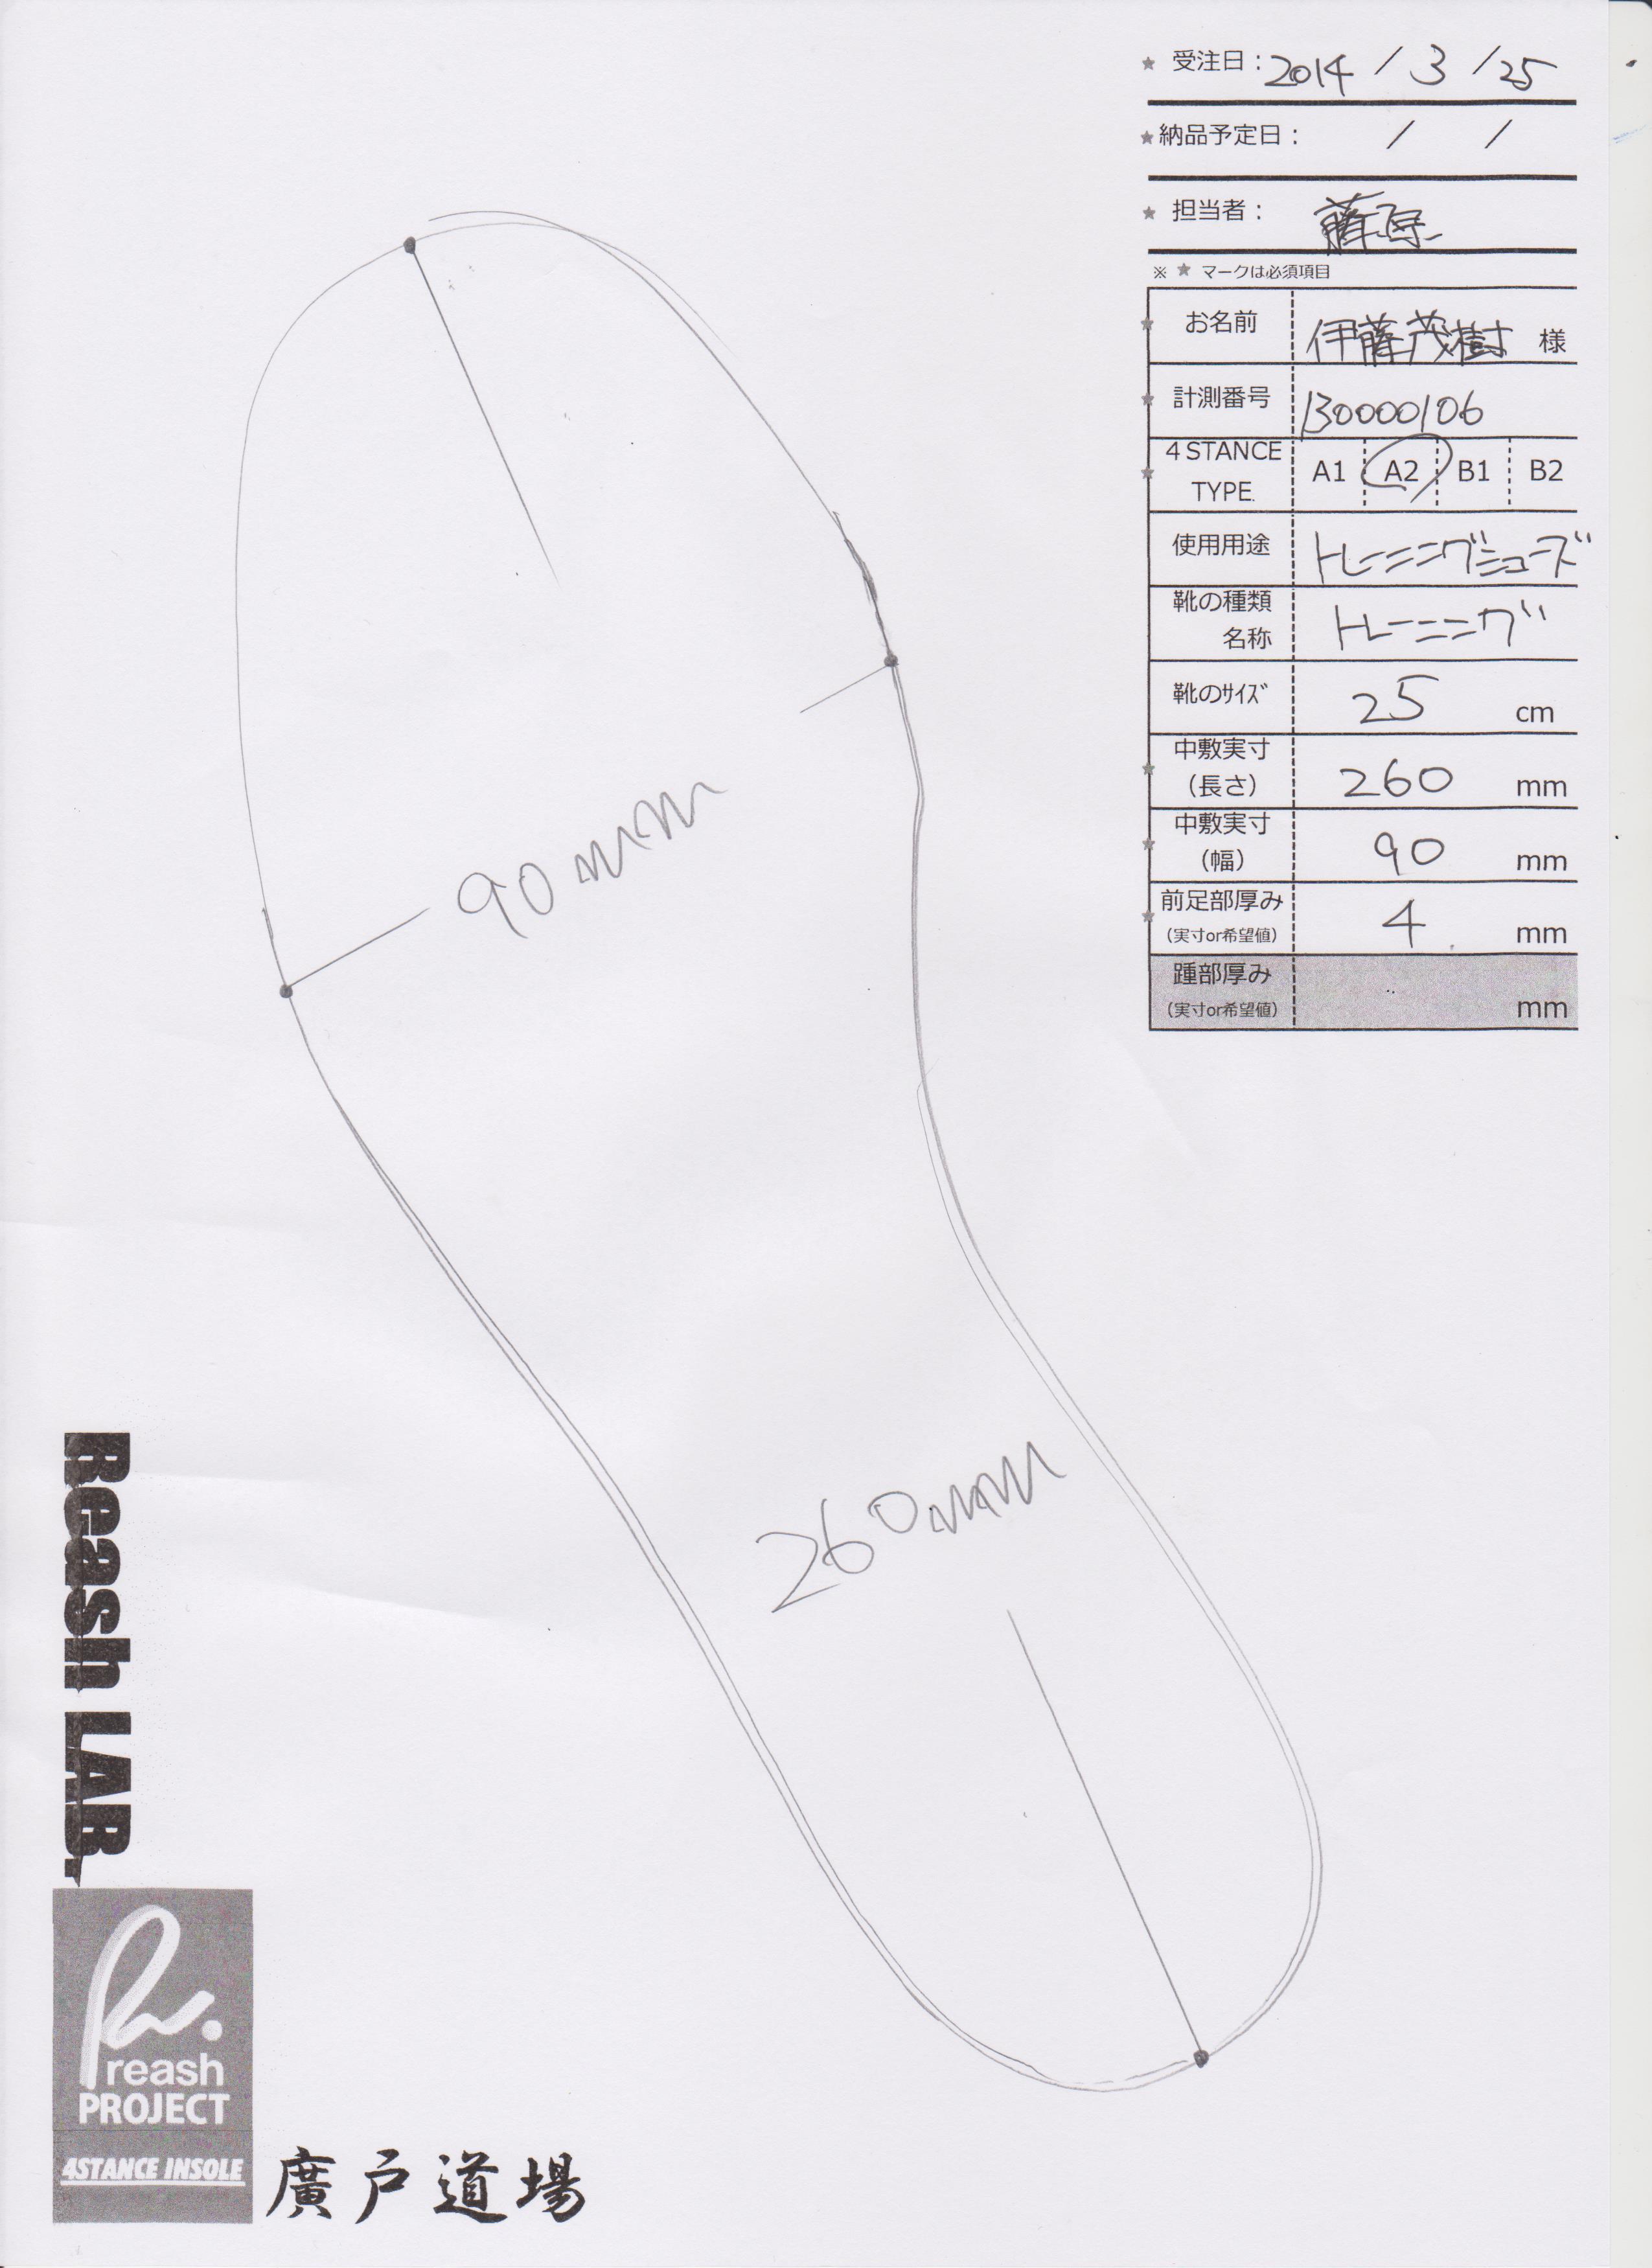 ★ 受注日：2014 / 3 / 25
★ 納品予定日： / /
★ 担当者： 藤原
※ ★ マークは必須項目
★ お名前 伊藤茂樹 様
★ 計測番号 130000106
★ 4 STANCE TYPE. A1 A2 B1 B2
使用用途 トレーニングシューズ
靴の種類
名称 トレーニング
靴のサイズ 25 cm
★ 中敷実寸
（長さ） 260 mm
★ 中敷実寸
（幅） 90 mm
★ 前足部厚み
（実寸or希望値） 4 mm
踵部厚み
（実寸or希望値） mm
90mm
260mm
Reash LAB.
R.
reash
PROJECT
4STANCE INSOLE
廣戸道場